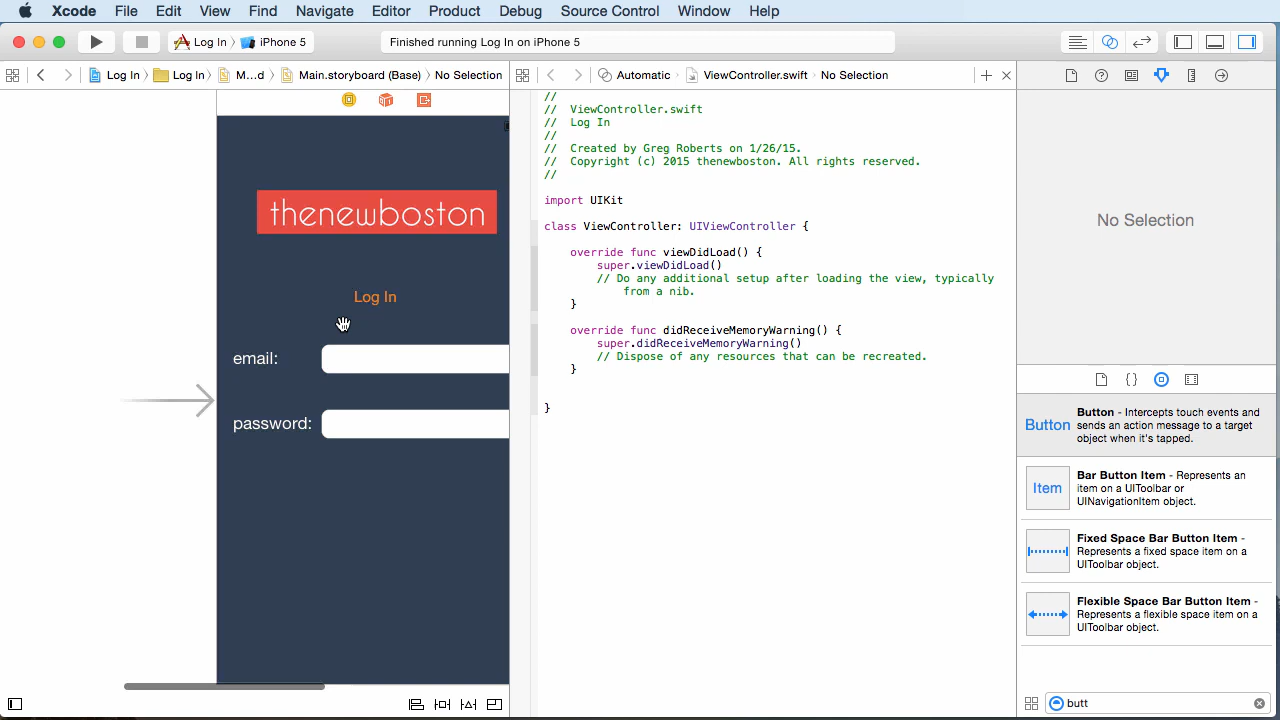 Xcode File Edit View Find Navigate Editor Product Debug Source Control Window Help
Log In iPhone 5
Finished running Log In on iPhone 5
Log In Log In M...d Main.storyboard (Base) No Selection
Automatic ViewController.swift No Selection
thenewboston
Log In
email:
password:
//
// ViewController.swift
// Log In
//
// Created by Greg Roberts on 1/26/15.
// Copyright (c) 2015 thenewboston. All rights reserved.
//
import UIKit
class ViewController: UIViewController {
override func viewDidLoad() {
super.viewDidLoad()
// Do any additional setup after loading the view, typically
from a nib.
}
override func didReceiveMemoryWarning() {
super.didReceiveMemoryWarning()
// Dispose of any resources that can be recreated.
}
}
No Selection
{ }
Button
Button - Intercepts touch events and
sends an action message to a target
object when it's tapped.
Item
Bar Button Item - Represents an
item on a UIToolbar or
UINavigationItem object.
Fixed Space Bar Button Item -
Represents a fixed space item on a
UIToolbar object.
Flexible Space Bar Button Item -
Represents a flexible space item on a
UIToolbar object.
butt